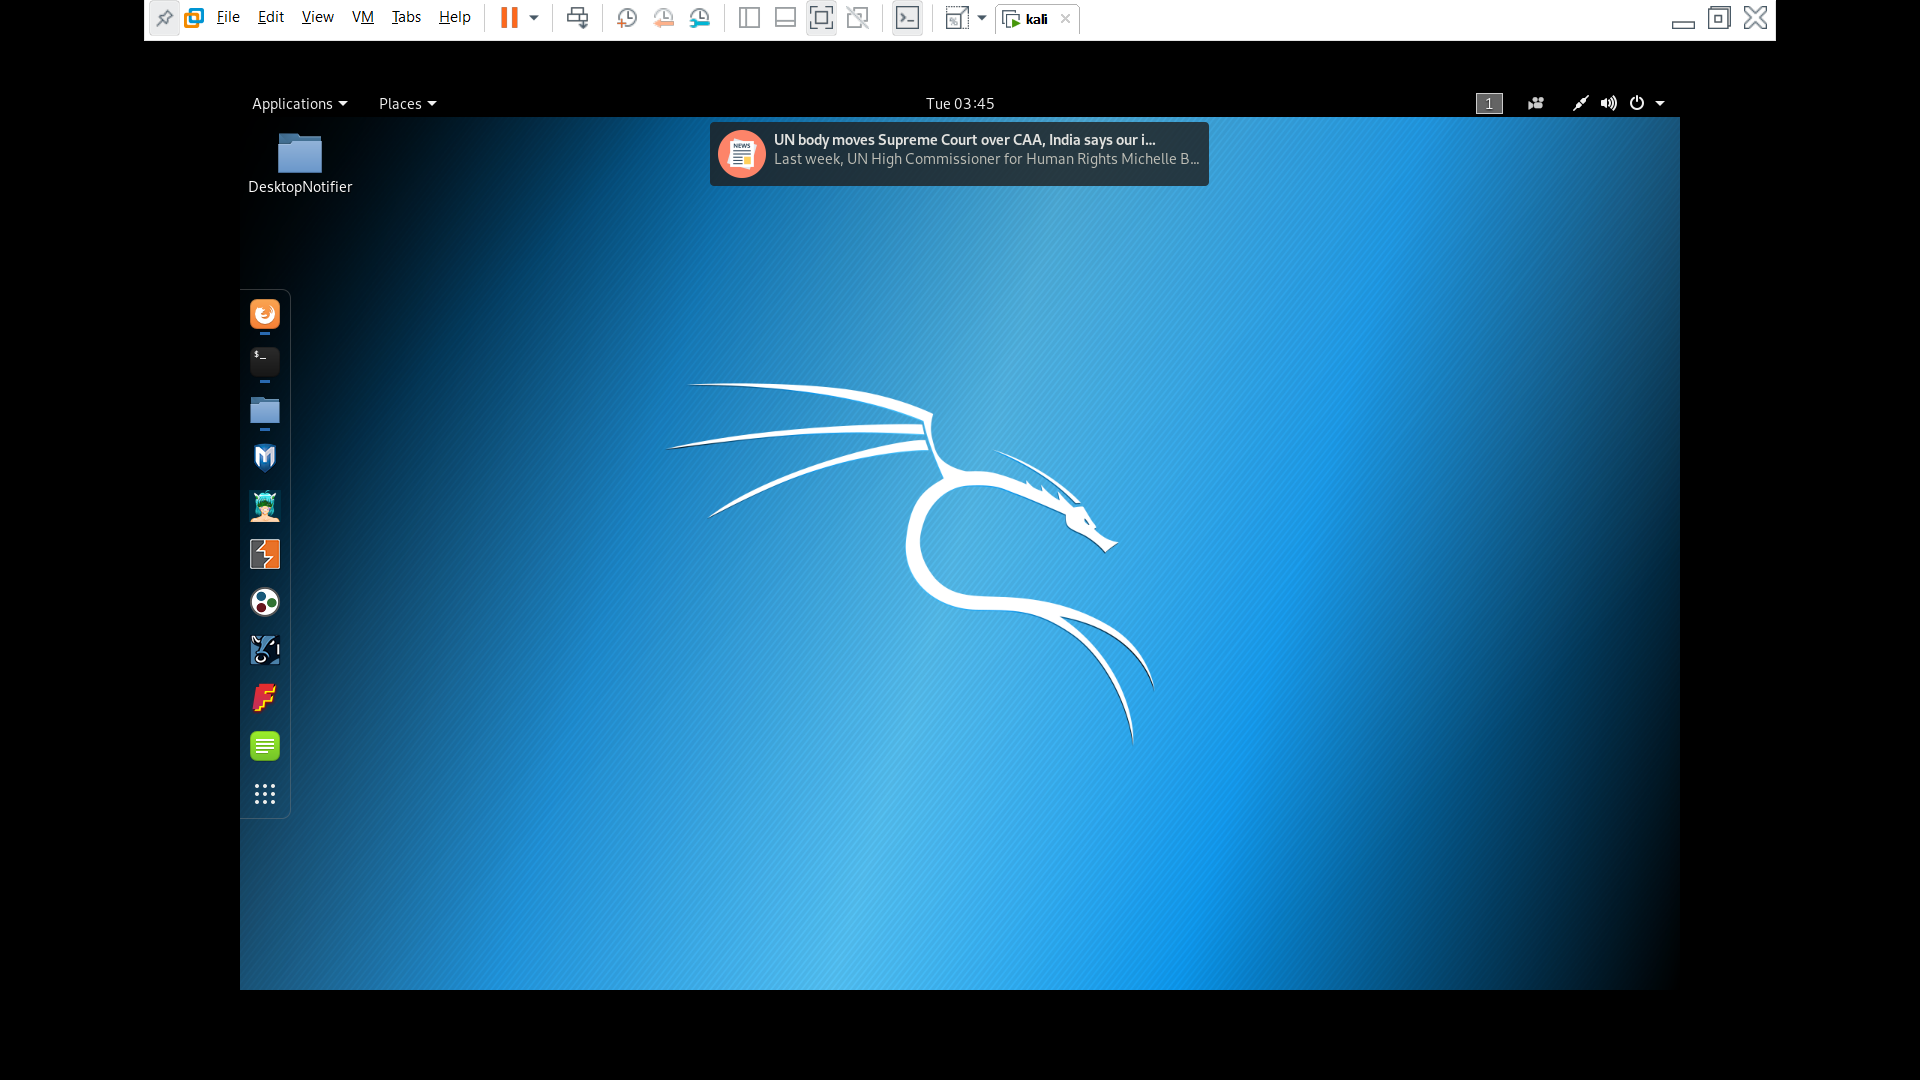 File Edit View VM Tabs Help kali
Applications Places Tue 03:45 1
UN body moves Supreme Court over CAA, India says our i...
NEWS
Last week, UN High Commissioner for Human Rights Michelle B...
DesktopNotifier
$_